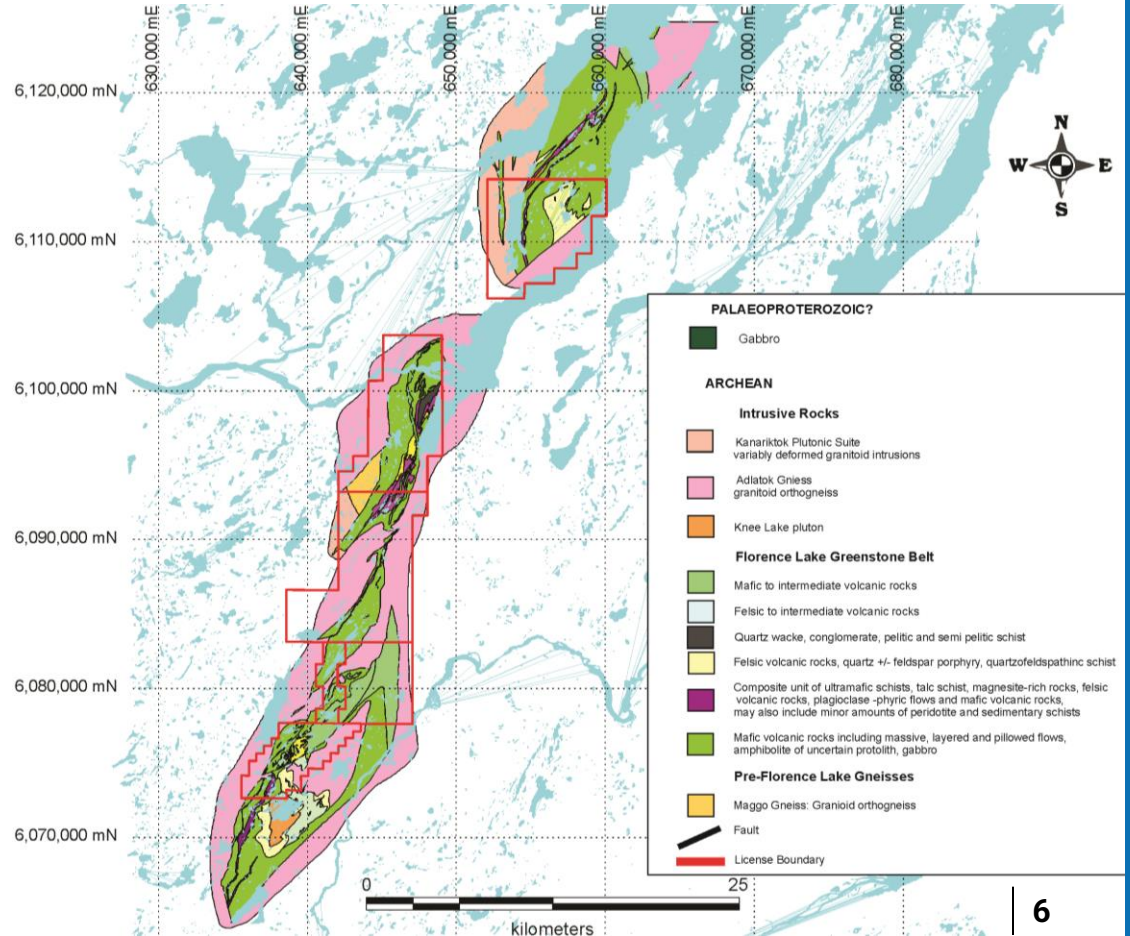 630,000 mE
640,000 mE
650,000 mE
660,000 mE
670,000 mE
680,000 mE
6,120,000 mN
6,110,000 mN
6,100,000 mN
6,090,000 mN
6,080,000 mN
6,070,000 mN
N
W E
S
PALAEOPROTEROZOIC?
Gabbro
ARCHEAN
Intrusive Rocks
Kanariktok Plutonic Suite
variably deformed granitoid intrusions
Adlatok Gniess
granitoid orthogneiss
Knee Lake pluton
Florence Lake Greenstone Belt
Mafic to intermediate volcanic rocks
Felsic to intermediate volcanic rocks
Quartz wacke, conglomerate, pelitic and semi pelitic schist
Felsic volcanic rocks, quartz +/- feldspar porphyry, quartzofeldspathinc schist
Composite unit of ultramafic schists, talc schist, magnesite-rich rocks, felsic
volcanic rocks, plagioclase -phyric flows and mafic volcanic rocks,
may also include minor amounts of peridotite and sedimentary schists
Mafic volcanic rocks including massive, layered and pillowed flows,
amphibolite of uncertain protolith, gabbro
Pre-Florence Lake Gneisses
Maggo Gneiss: Granioid orthogneiss
Fault
License Boundary
0 25
kilometers
6